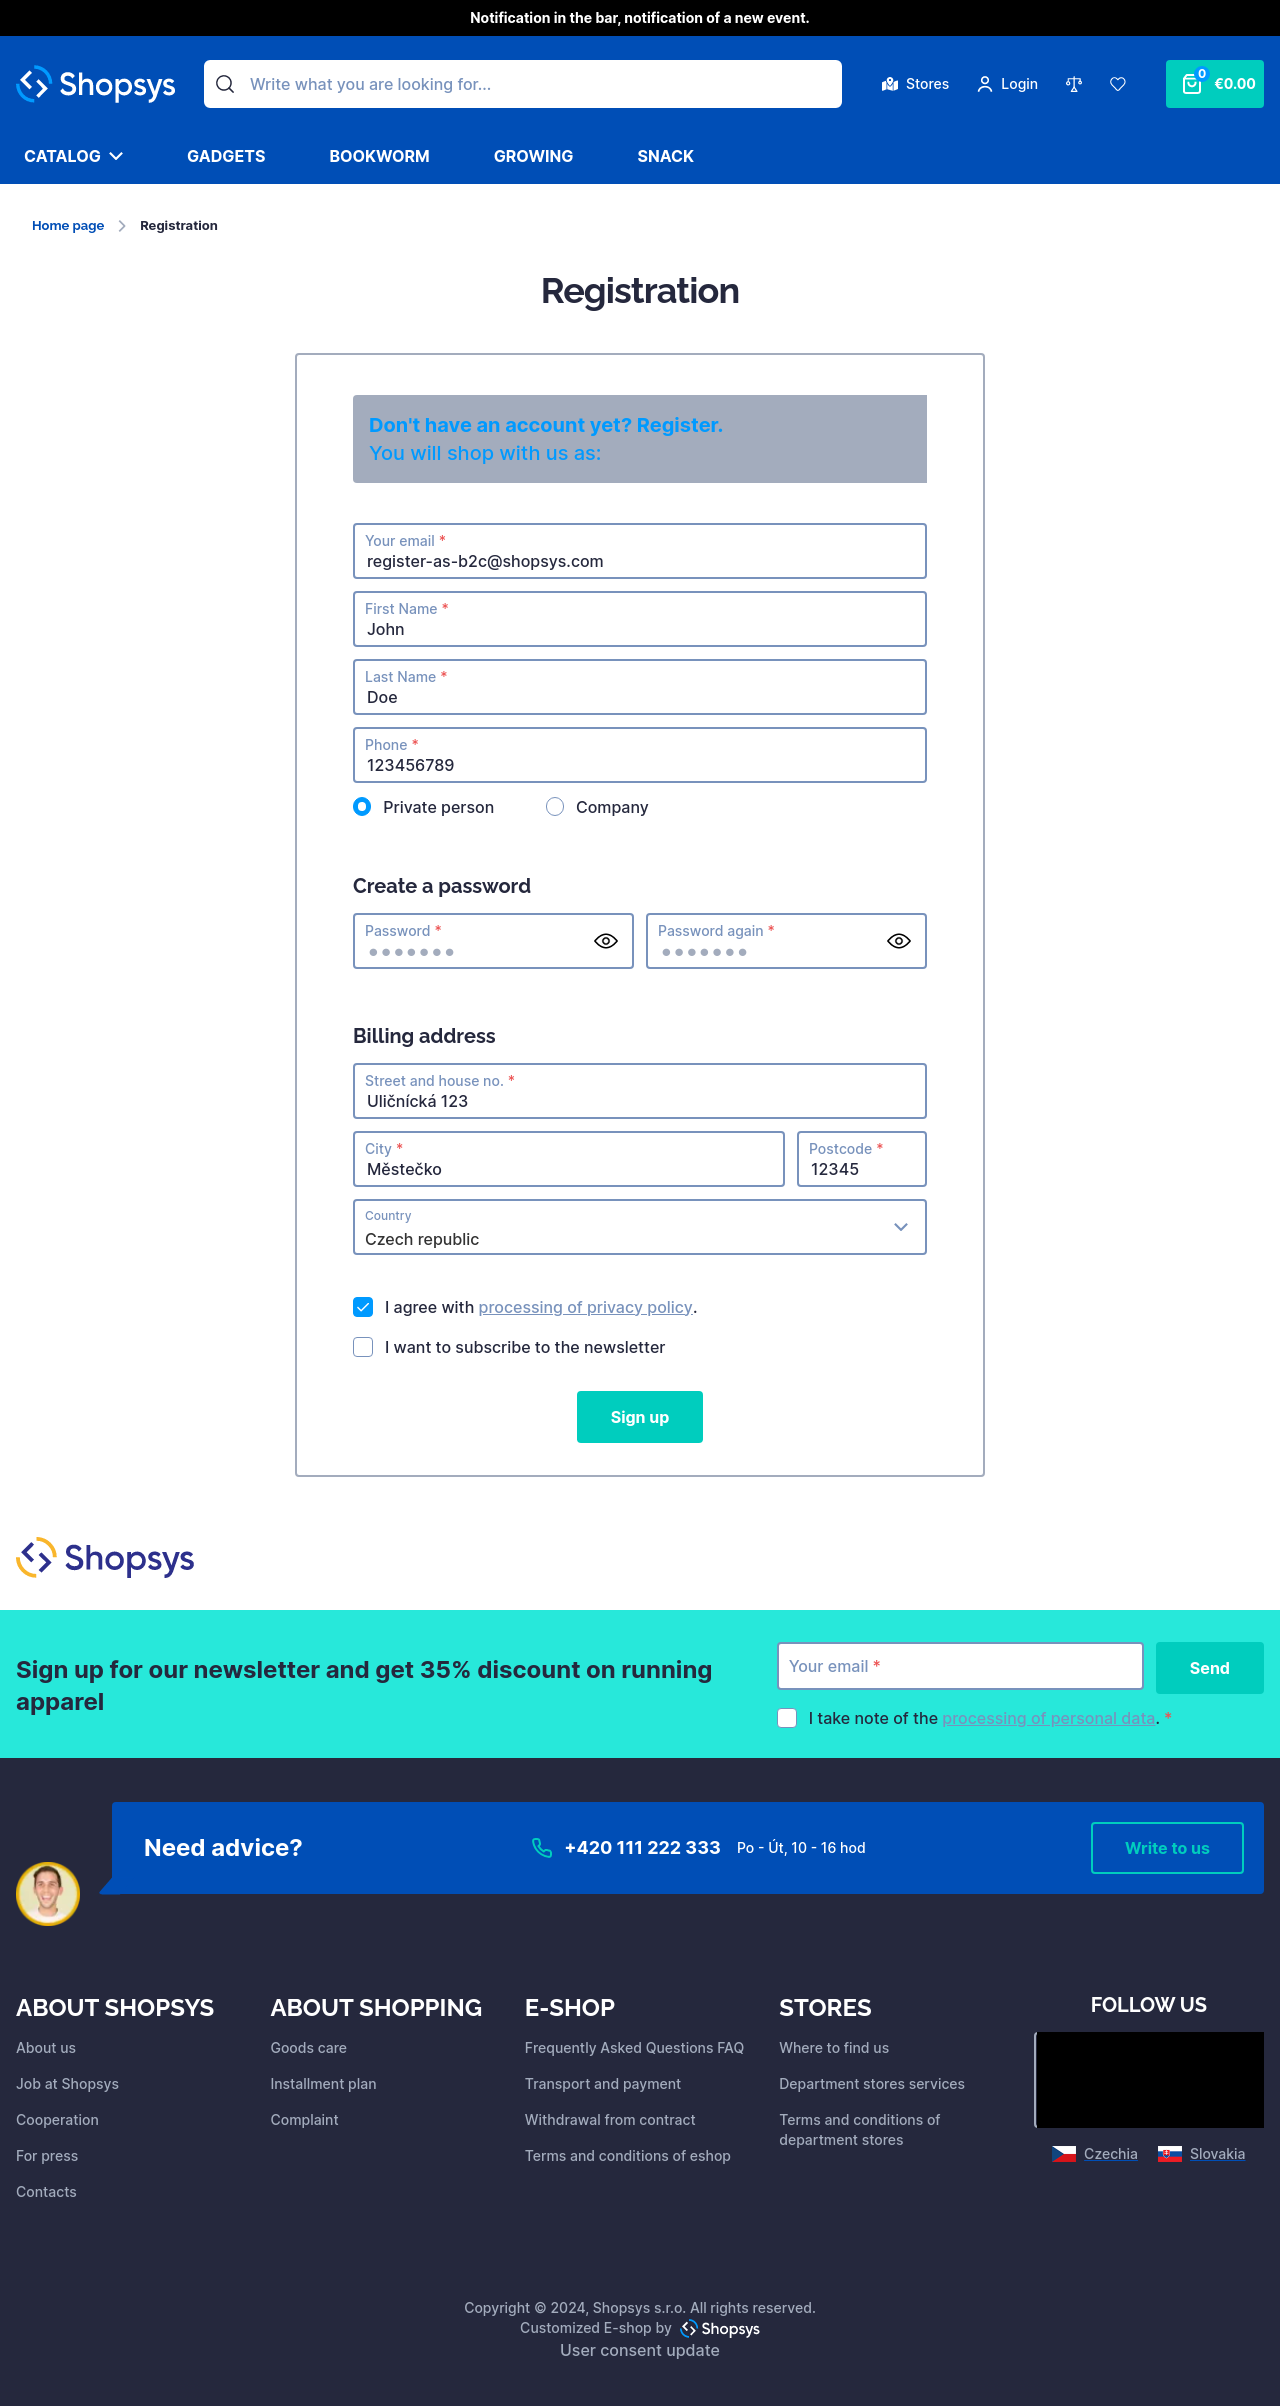 Notification in the bar, notification of a new event.
Shopsys
Write what you are looking for...
Stores
Login
0
€0.00
CATALOG
GADGETS
BOOKWORM
GROWING
SNACK
Home page
Registration
Registration
Don't have an account yet? Register.
You will shop with us as:
Your email *
register-as-b2c@shopsys.com
First Name *
John
Last Name *
Doe
Phone *
123456789
Private person
Company
Create a password
Password *
Password again *
Billing address
Street and house no. *
Uličnícká 123
City *
Městečko
Postcode *
12345
Country
Czech republic
I agree with processing of privacy policy.
I want to subscribe to the newsletter
Sign up
Shopsys
Sign up for our newsletter and get 35% discount on running
apparel
Your email *
Send
I take note of the processing of personal data. *
Need advice?
+420 111 222 333
Po - Út, 10 - 16 hod
Write to us
ABOUT SHOPSYS
About us
Job at Shopsys
Cooperation
For press
Contacts
ABOUT SHOPPING
Goods care
Installment plan
Complaint
E-SHOP
Frequently Asked Questions FAQ
Transport and payment
Withdrawal from contract
Terms and conditions of eshop
STORES
Where to find us
Department stores services
Terms and conditions of
department stores
FOLLOW US
Czechia
Slovakia
Copyright © 2024, Shopsys s.r.o. All rights reserved.
Customized E-shop by Shopsys
User consent update